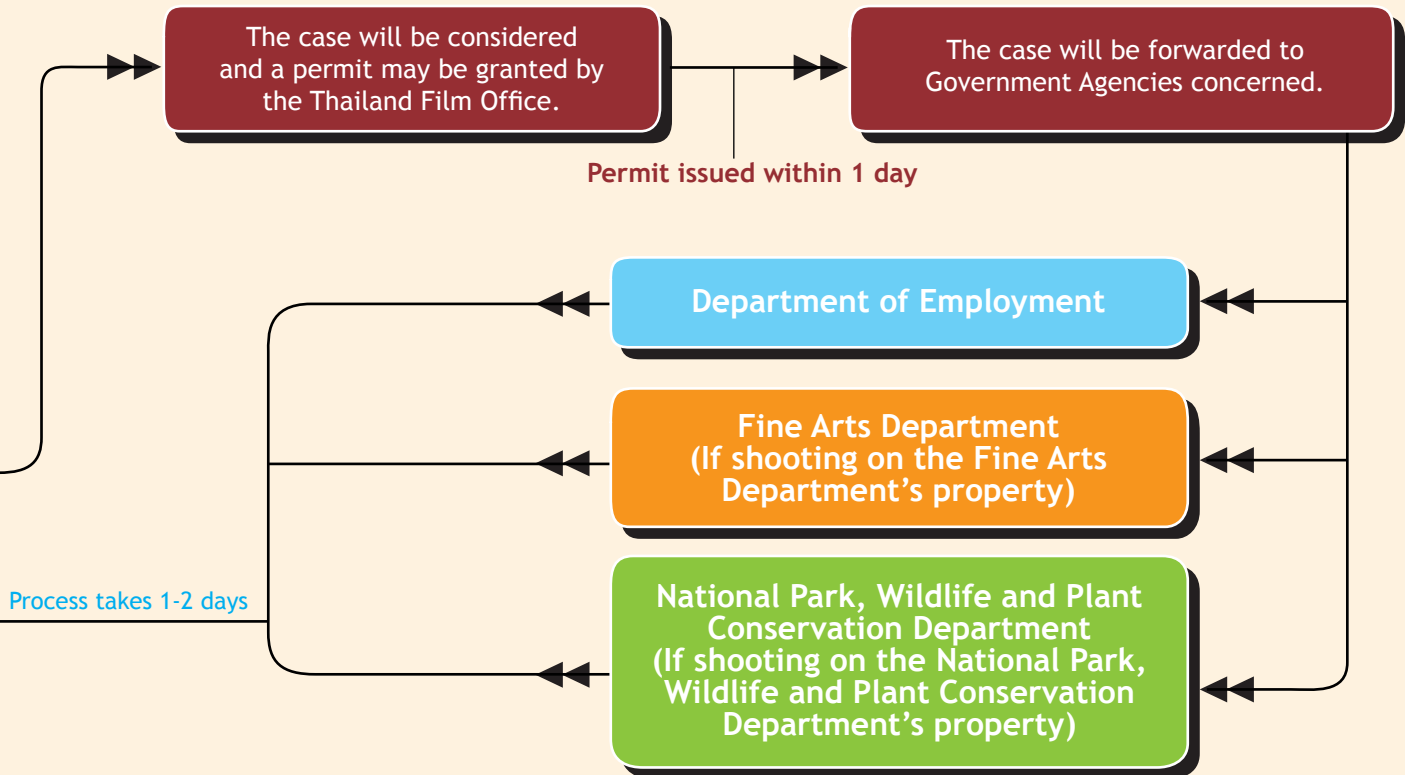 The case will be considered
and a permit may be granted by
the Thailand Film Office.
The case will be forwarded to
Government Agencies concerned.
Permit issued within 1 day
Department of Employment
Fine Arts Department
(If shooting on the Fine Arts
Department’s property)
Process takes 1-2 days
National Park, Wildlife and Plant
Conservation Department
(If shooting on the National Park,
Wildlife and Plant Conservation
Department’s property)